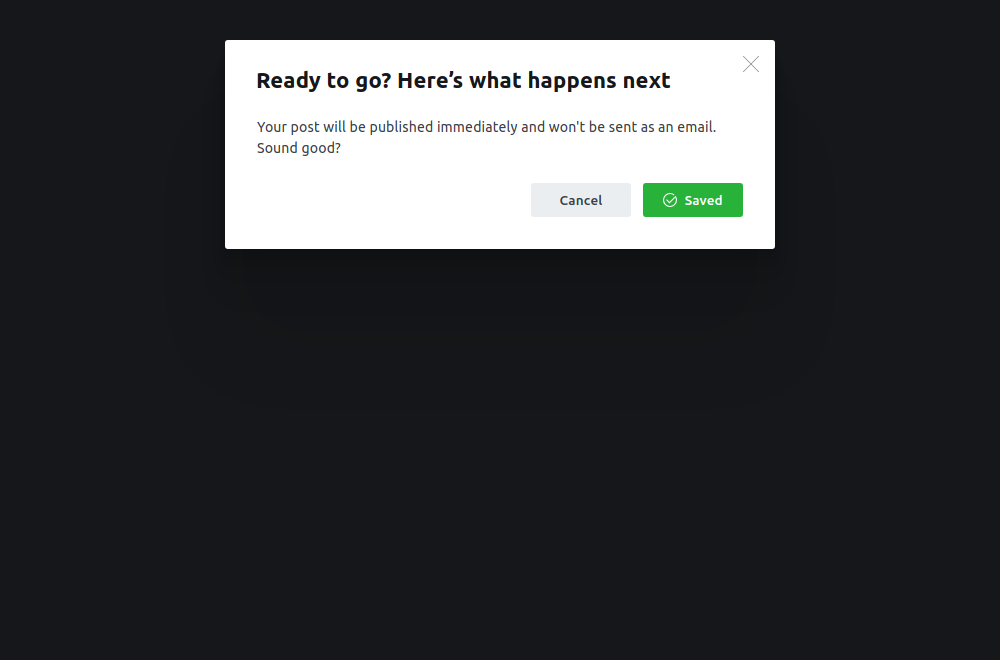 Ready to go? Here’s what happens next
Your post will be published immediately and won't be sent as an email.
Sound good?
Cancel
Saved